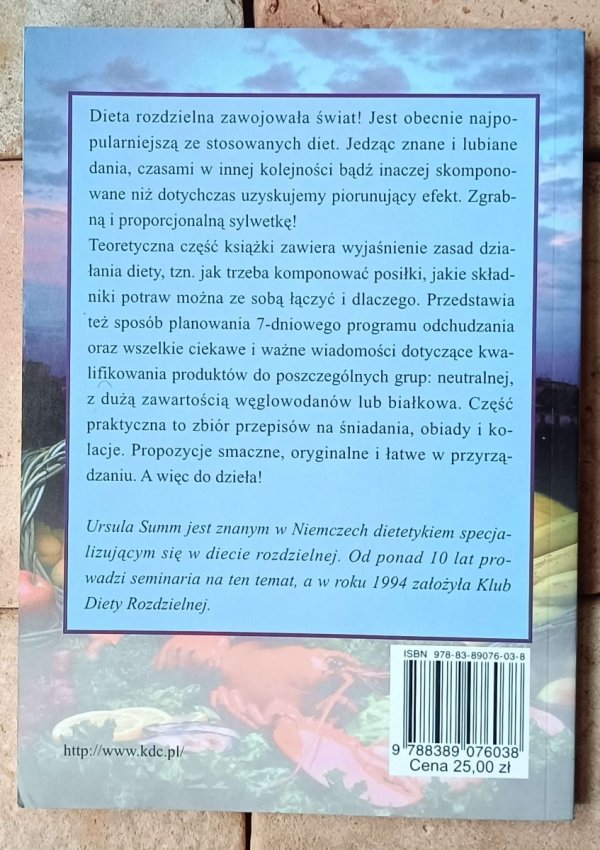 Dieta rozdzielna zawojowała świat! Jest obecnie najpo-
pularniejszą ze stosowanych diet. Jedząc znane i lubiane
dania, czasami w innej kolejności bądź inaczej skompono-
wane niż dotychczas uzyskujemy piorunujący efekt. Zgrab-
ną i proporcjonalną sylwetkę!
Teoretyczna część książki zawiera wyjaśnienie zasad dzia-
łania diety, tzn. jak trzeba komponować posiłki, jakie skład-
niki potraw można ze sobą łączyć i dlaczego. Przedstawia
też sposób planowania 7-dniowego programu odchudzania
oraz wszelkie ciekawe i ważne wiadomości dotyczące kwa-
lifikowania produktów do poszczególnych grup: neutralnej,
z dużą zawartością węglowodanów lub białkowa. Część
praktyczna to zbiór przepisów na śniadania, obiady i ko-
lacje. Propozycje smaczne, oryginalne i łatwe w przyrzą-
dzaniu. A więc do dzieła!
Ursula Summ jest znanym w Niemczech dietetykiem specja-
lizującym się w diecie rozdzielnej. Od ponad 10 lat pro-
wadzi seminaria na ten temat, a w roku 1994 założyła Klub
Diety Rozdzielnej.
ISBN 978-83-89076-03-8
9 788389 076038
Cena 25,00 zł
http://www.kdc.pl/